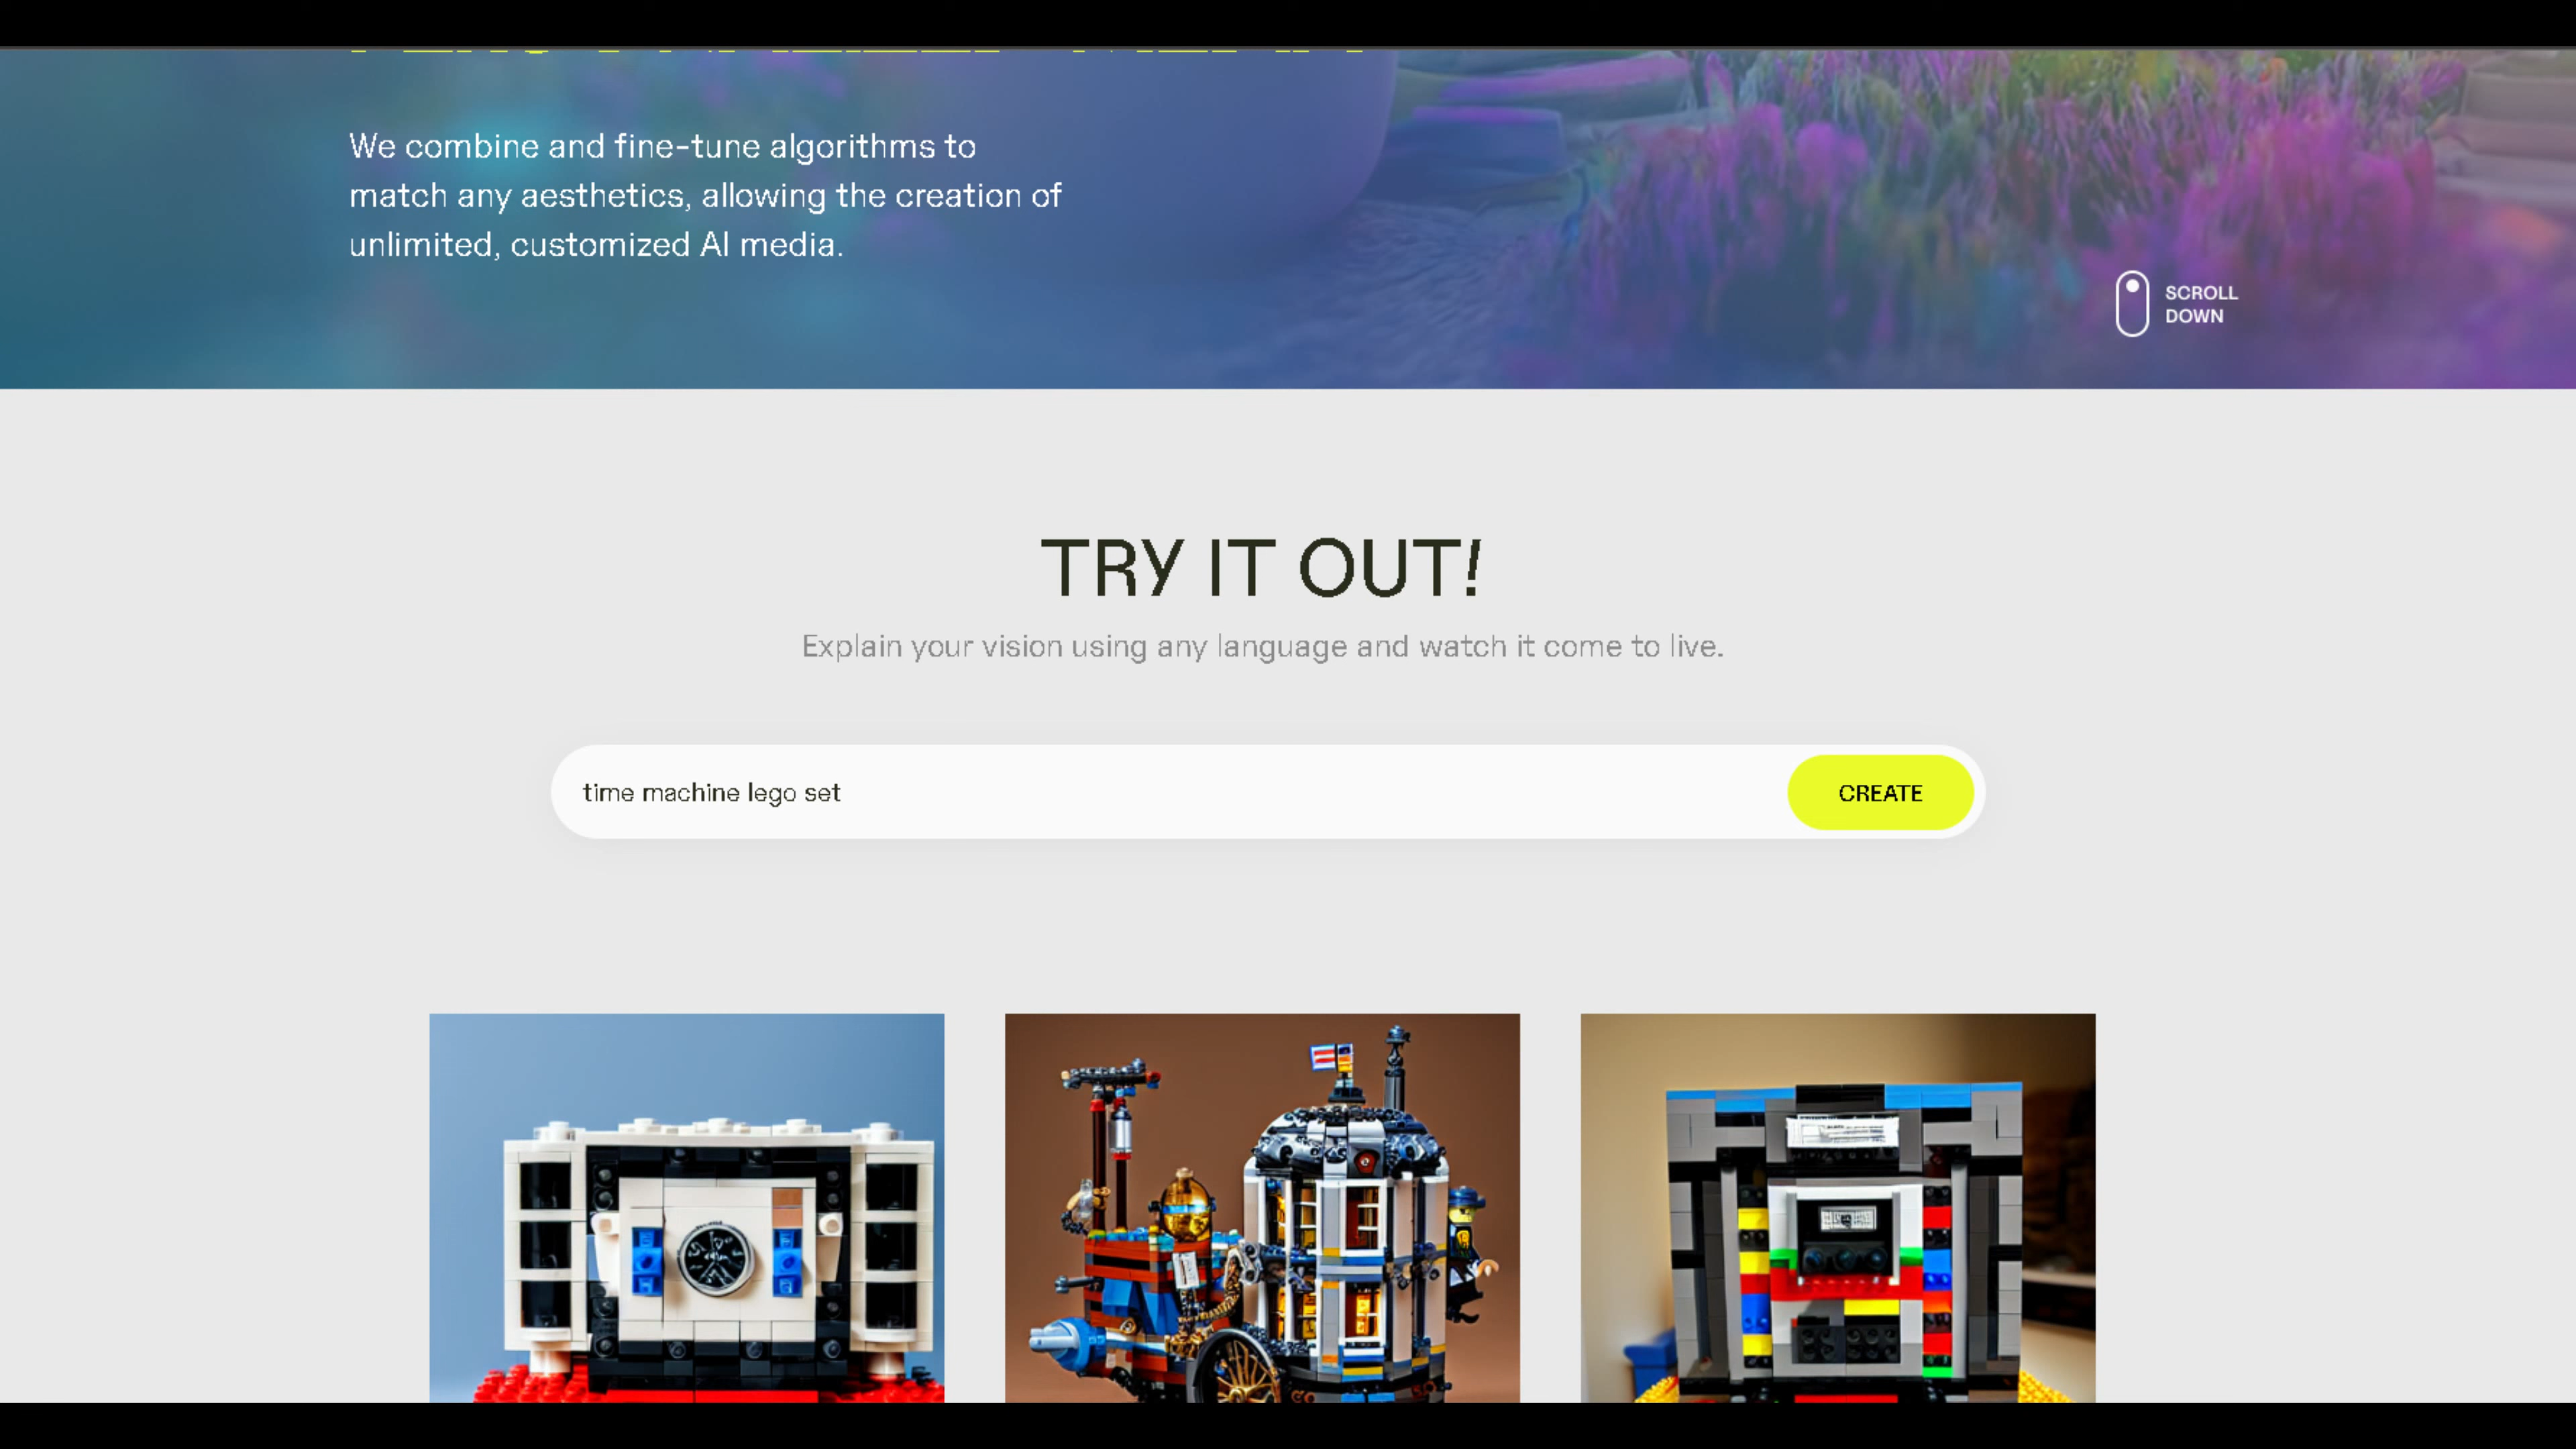 We combine and fine-tune algorithms to
match any aesthetics, allowing the creation of
unlimited, customized AI media.
SCROLL
DOWN
TRY IT OUT!
Explain your vision using any language and watch it come to live.
time machine lego set
CREATE